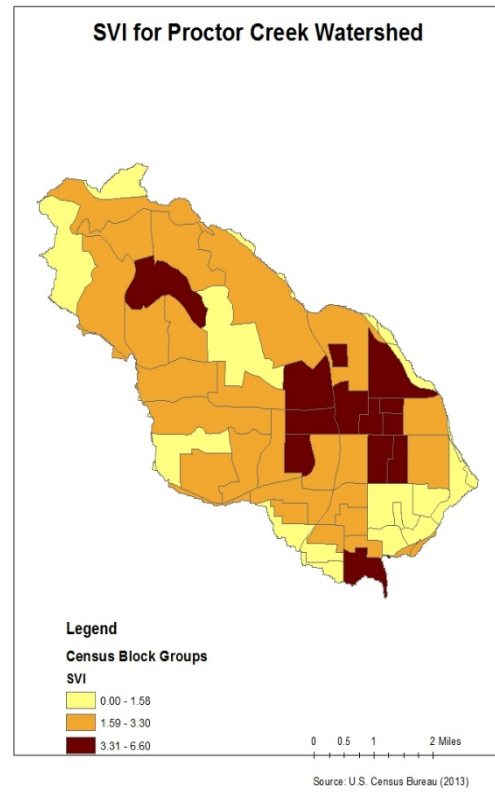 SVI for Proctor Creek Watershed
Legend
Census Block Groups
SVI
0.00 - 1.58
1.59 - 3.30
3.31 - 6.60
0 0.5 1 2 Miles
Source: U.S. Census Bureau (2013)